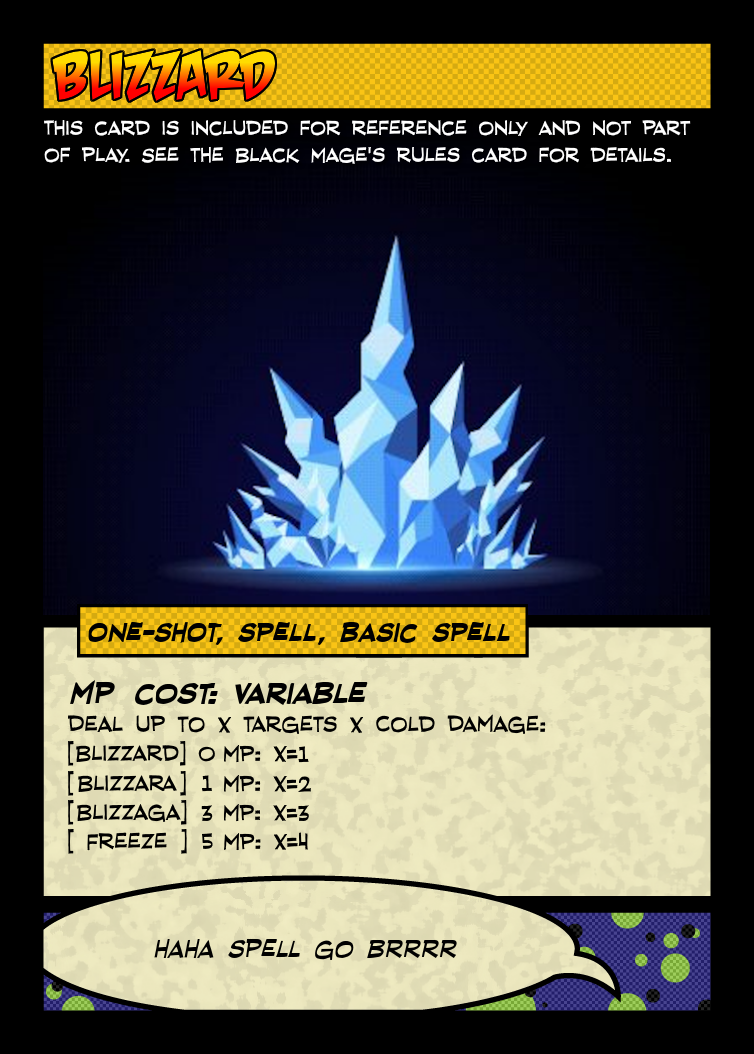 BLIZZARD
THIS CARD IS INCLUDED FOR REFERENCE ONLY AND NOT PART
OF PLAY. SEE THE BLACK MAGE'S RULES CARD FOR DETAILS.
ONE-SHOT, SPELL, BASIC SPELL
MP COST: VARIABLE
DEAL UP TO X TARGETS X COLD DAMAGE:
[BLIZZARD] 0 MP: X=1
[BLIZZARA] 1 MP: X=2
[BLIZZAGA] 3 MP: X=3
[ FREEZE ] 5 MP: X=4
HAHA SPELL GO BRRRR